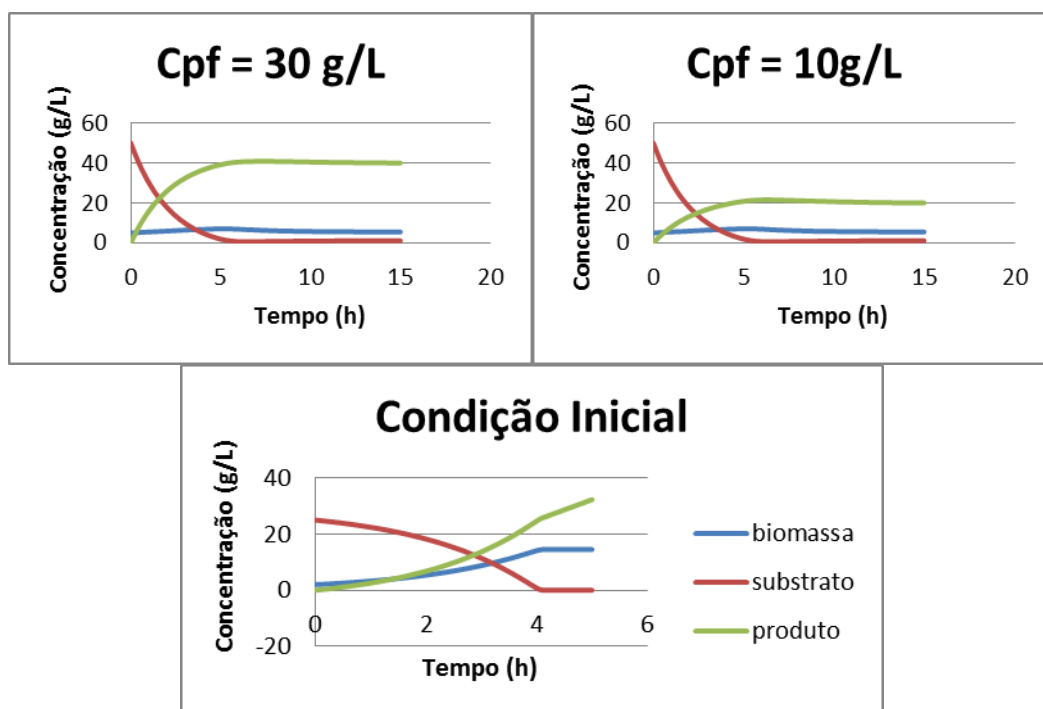 Cpf = 30 g/L
Concentração (g/L)
60
40
20
0
0 5 10 15 20
Tempo (h)
Cpf = 10g/L
Concentração (g/L)
60
40
20
0
0 5 10 15 20
Tempo (h)
Condição Inicial
Concentração (g/L)
40
20
0
-20
0 2 4 6
Tempo (h)
biomassa
substrato
produto